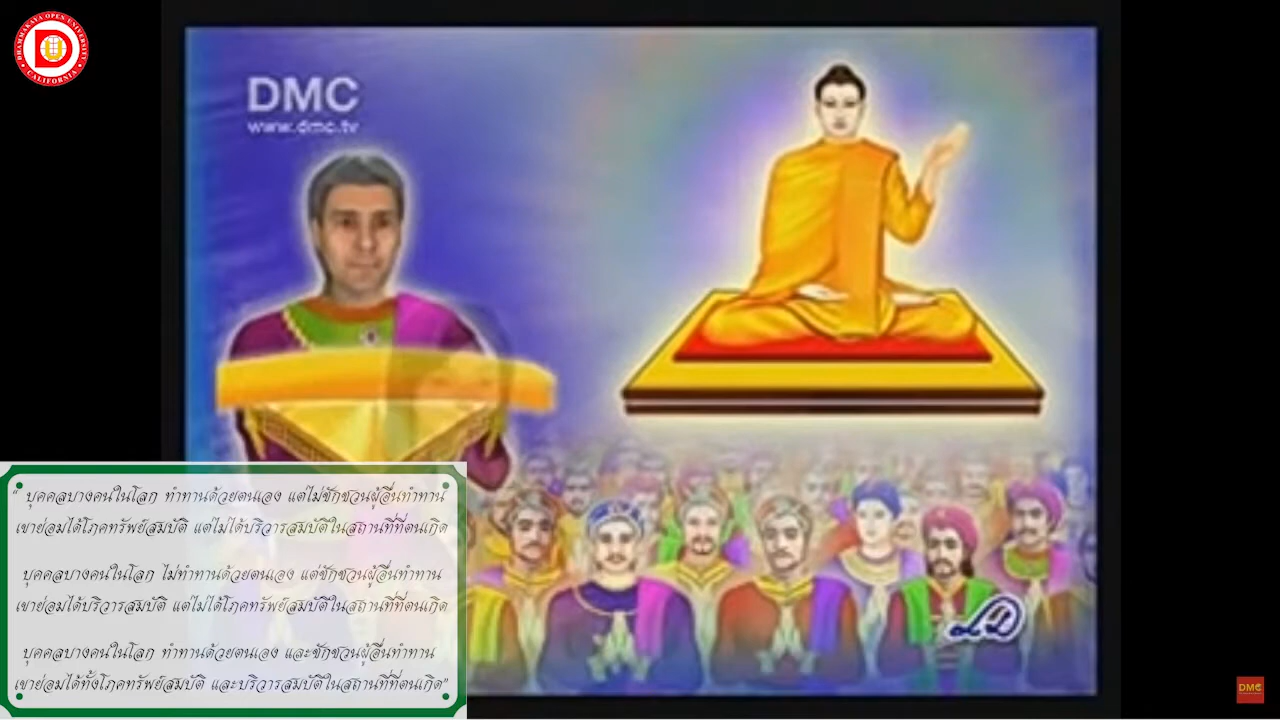 DHAMMAKAYA OPEN UNIVERSITY
CALIFORNIA
D
DMC
www.dmc.tv
“ บุคคลบางคนในโลก ทำทานด้วยตนเอง แต่ไม่ชักชวนผู้อื่นทำทาน
เขาย่อมได้โภคทรัพย์สมบัติ แต่ไม่ได้บริวารสมบัติในสถานที่ที่ตนเกิด
บุคคลบางคนในโลก ไม่ทำทานด้วยตนเอง แต่ชักชวนผู้อื่นทำทาน
เขาย่อมได้บริวารสมบัติ แต่ไม่ได้โภคทรัพย์สมบัติในสถานที่ที่ตนเกิด
บุคคลบางคนในโลก ทำทานด้วยตนเอง และชักชวนผู้อื่นทำทาน
เขาย่อมได้ทั้งโภคทรัพย์สมบัติ และบริวารสมบัติในสถานที่ที่ตนเกิด”
DMC